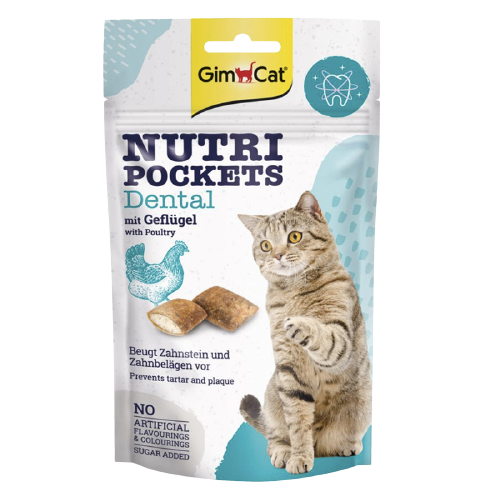 GimCat
NUTRI
POCKETS
Dental
mit Geflügel
with Poultry
Beugt Zahnstein und
Zahnbelägen vor
Prevents tartar and plaque
NO
ARTIFICIAL
FLAVOURINGS
& COLOURINGS
SUGAR ADDED